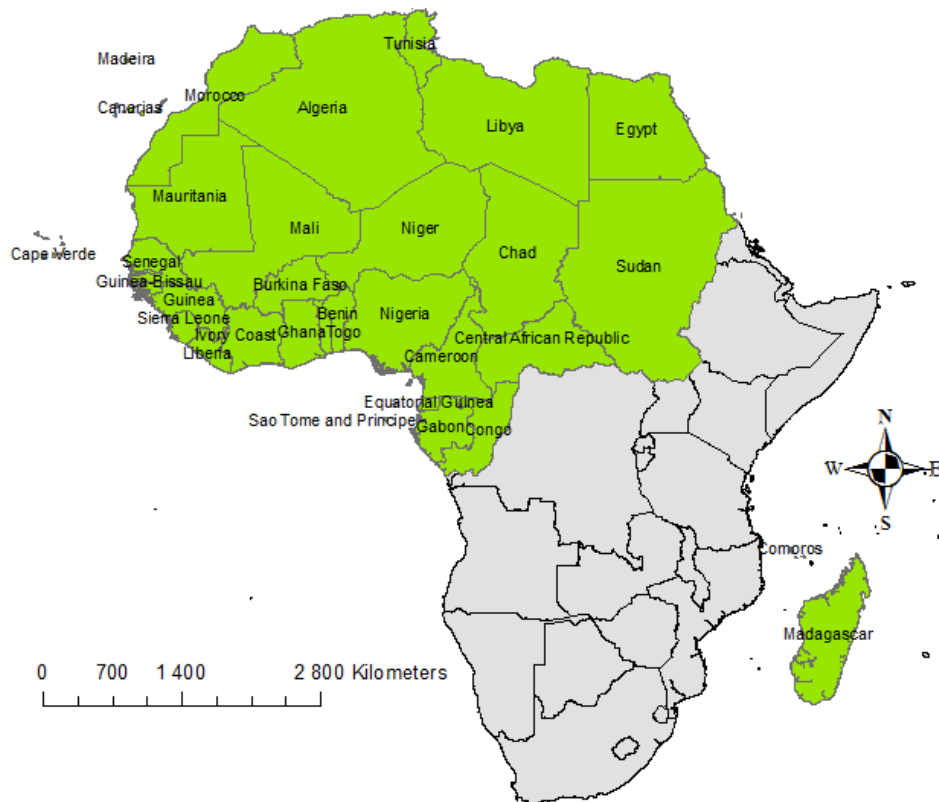 Tunisia
Madeira
Morocco
Canarias
Algeria
Libya
Egypt
Mauritania
Mali
Niger
Chad
Sudan
Cape Verde
Senegal
Guinea-Bissau
Guinea
Burkina Faso
Sierra Leone
Ivory Coast
Ghana
Benin
Togo
Nigeria
Liberia
Cameroon
Central African Republic
Equatorial Guinea
Sao Tome and Principe
Gabon
Congo
N
W
E
S
Comoros
Madagascar
0 700 1 400 2 800 Kilometers